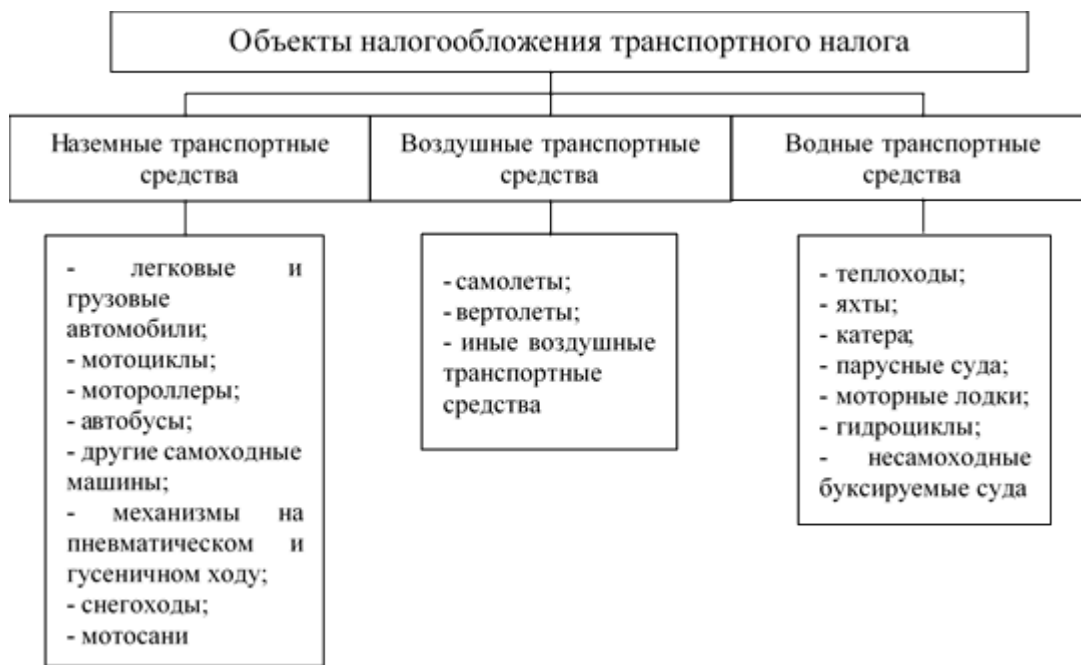 Объекты налогообложения транспортного налога
Наземные транспортные
средства
Воздушные транспортные
средства
Водные транспортные
средства
- легковые и
грузовые
автомобили;
- мотоциклы;
- мотороллеры;
- автобусы;
- другие самоходные
машины;
- механизмы на
пневматическом и
гусеничном ходу;
- снегоходы;
- мотосани
- самолеты;
- вертолеты;
- иные воздушные
транспортные
средства
- теплоходы;
- яхты;
- катера;
- парусные суда;
- моторные лодки;
- гидроциклы;
- несамоходные
буксируемые суда